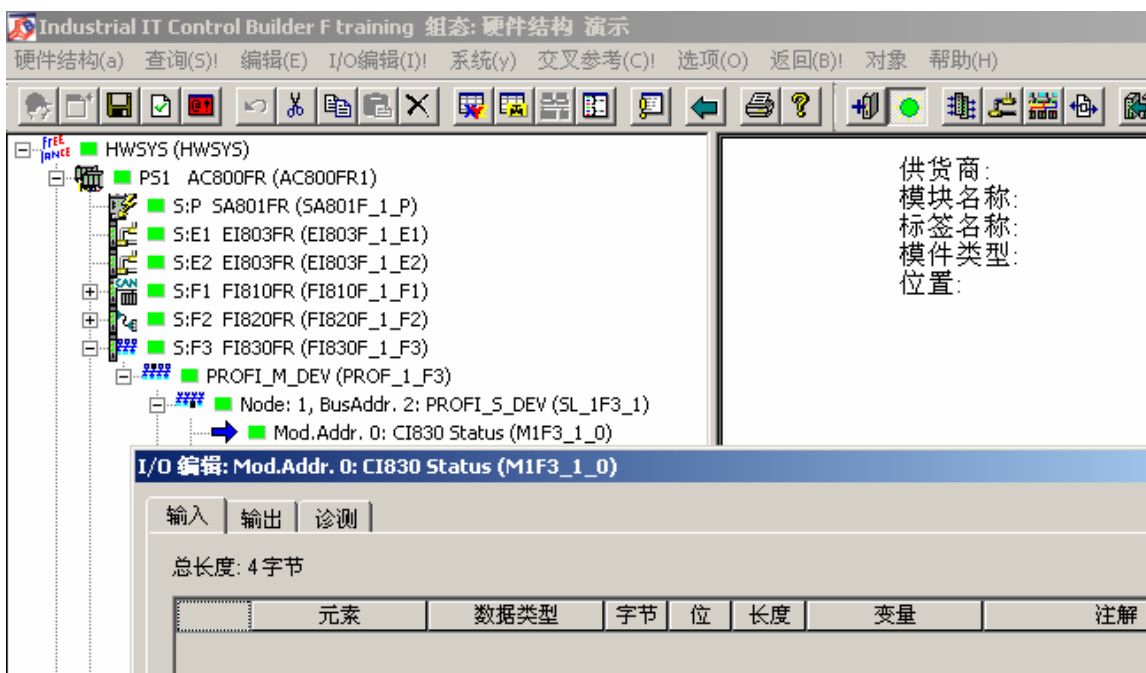 Industrial IT Control Builder F training 组态: 硬件结构 演示
硬件结构(a) 查询(S)! 编辑(E) I/O编辑(I)! 系统(y) 交叉参考(C)! 选项(O) 返回(B)! 对象 帮助(H)
FREE
LANCE
HWSYS (HWSYS)
PS1 AC800FR (AC800FR1)
S:P SA801FR (SA801F_1_P)
S:E1 EI803FR (EI803F_1_E1)
S:E2 EI803FR (EI803F_1_E2)
CAN
S:F1 FI810FR (FI810F_1_F1)
S:F2 FI820FR (FI820F_1_F2)
S:F3 FI830FR (FI830F_1_F3)
PROFI_M_DEV (PROF_1_F3)
Node: 1, BusAddr. 2: PROFI_S_DEV (SL_1F3_1)
Mod.Addr. 0: CI830 Status (M1F3_1_0)
供货商:
模块名称:
标签名称:
模件类型:
位置:
I/O 编辑: Mod.Addr. 0: CI830 Status (M1F3_1_0)
输入 输出 诊测
总长度: 4 字节
元素 数据类型 字节 位 长度 变量 注解